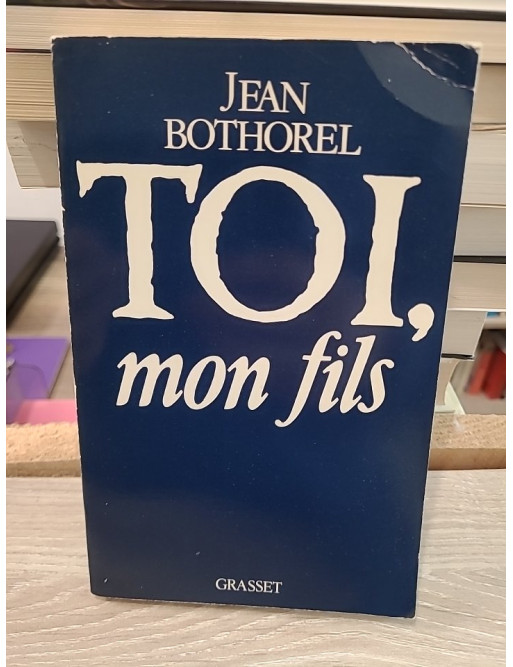 JEAN
BOTHOREL
TOI,
mon fils
GRASSET